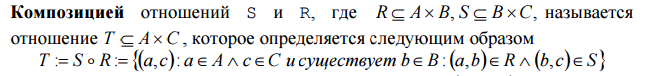 Композицией отношений S и R, где R ⊆ A × B, S ⊆ B × C, называется
отношение T ⊆ A × C , которое определяется следующим образом
T := S ∘ R := {(a,c): a ∈ A ∧ c ∈ C и существует b ∈ B : (a,b) ∈ R ∧ (b,c) ∈ S}